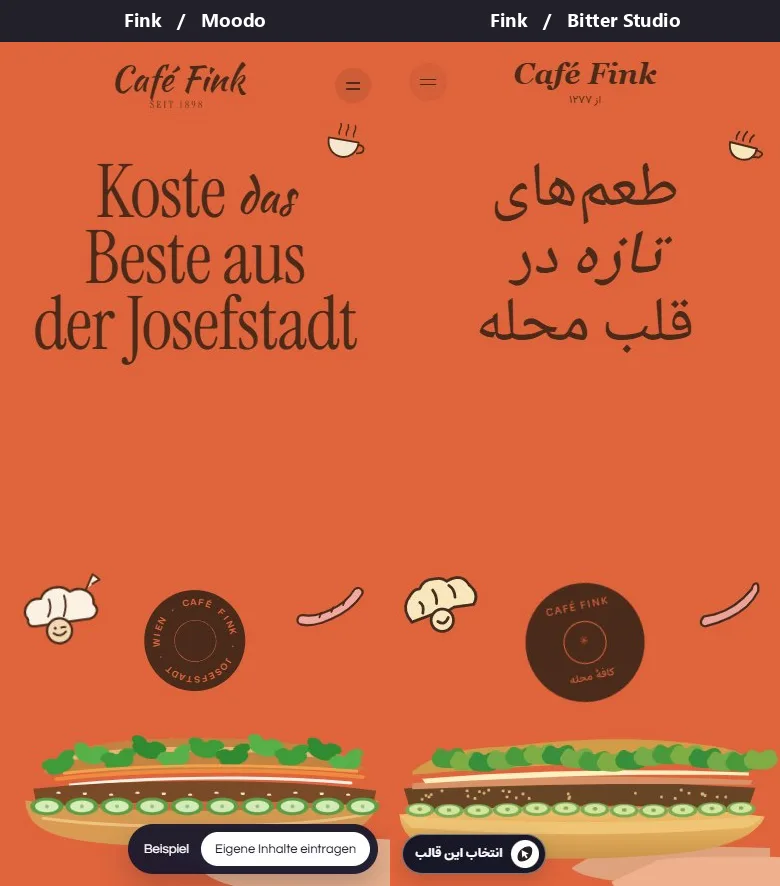 Fink / Moodo
Café Fink
SEIT 1898
Koste das
Beste aus
der Josefstadt
CAFÉ FINK · JOSEFSTADT · WIEN ·
Beispiel
Eigene Inhalte eintragen
Fink / Bitter Studio
Café Fink
از ۱۲۷۷
طعم‌های
تازه در
قلب محله
CAFÉ FINK
کافهٔ محله
انتخاب این قالب